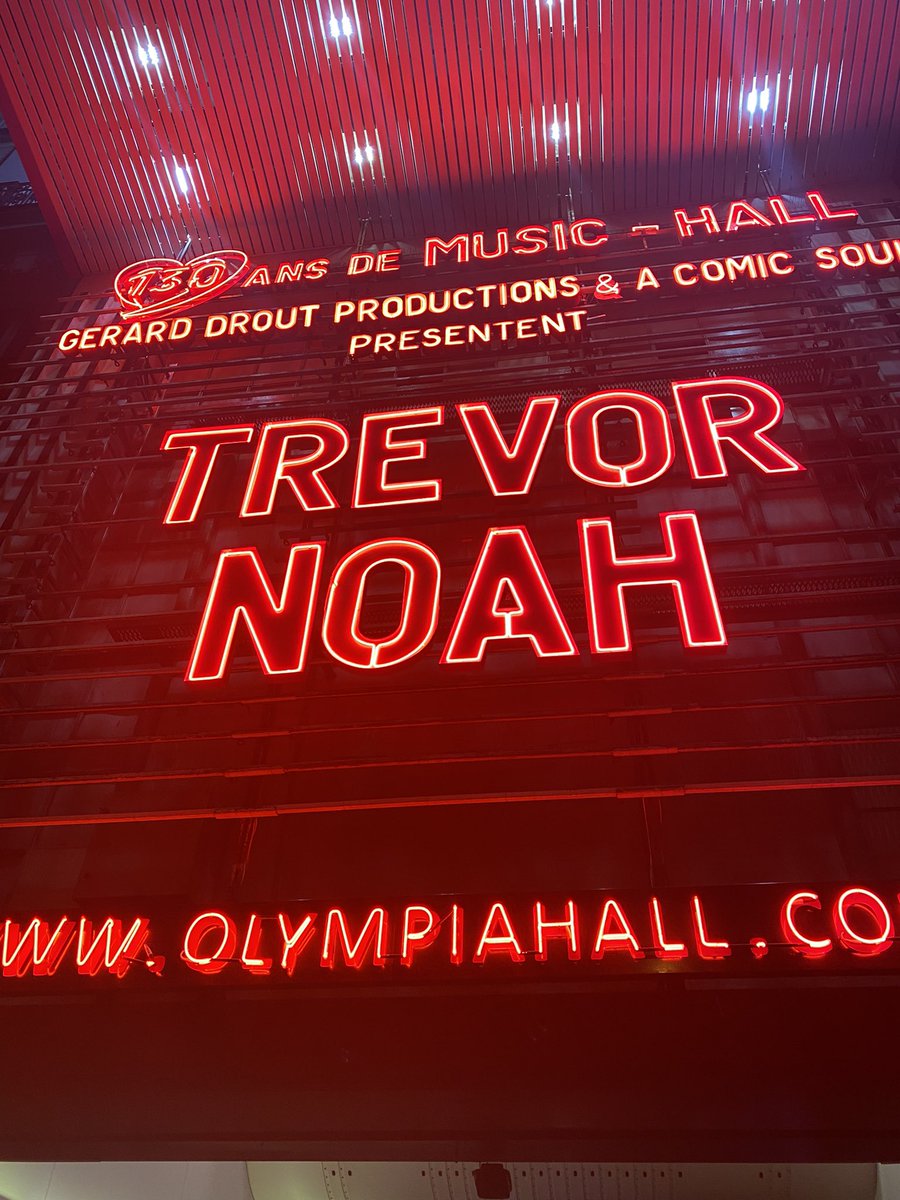 130 ANS DE MUSIC - HALL
GERARD DROUT PRODUCTIONS & A COMIC SOU
PRESENTENT
TREVOR
NOAH
WWW.OLYMPIAHALL.CO